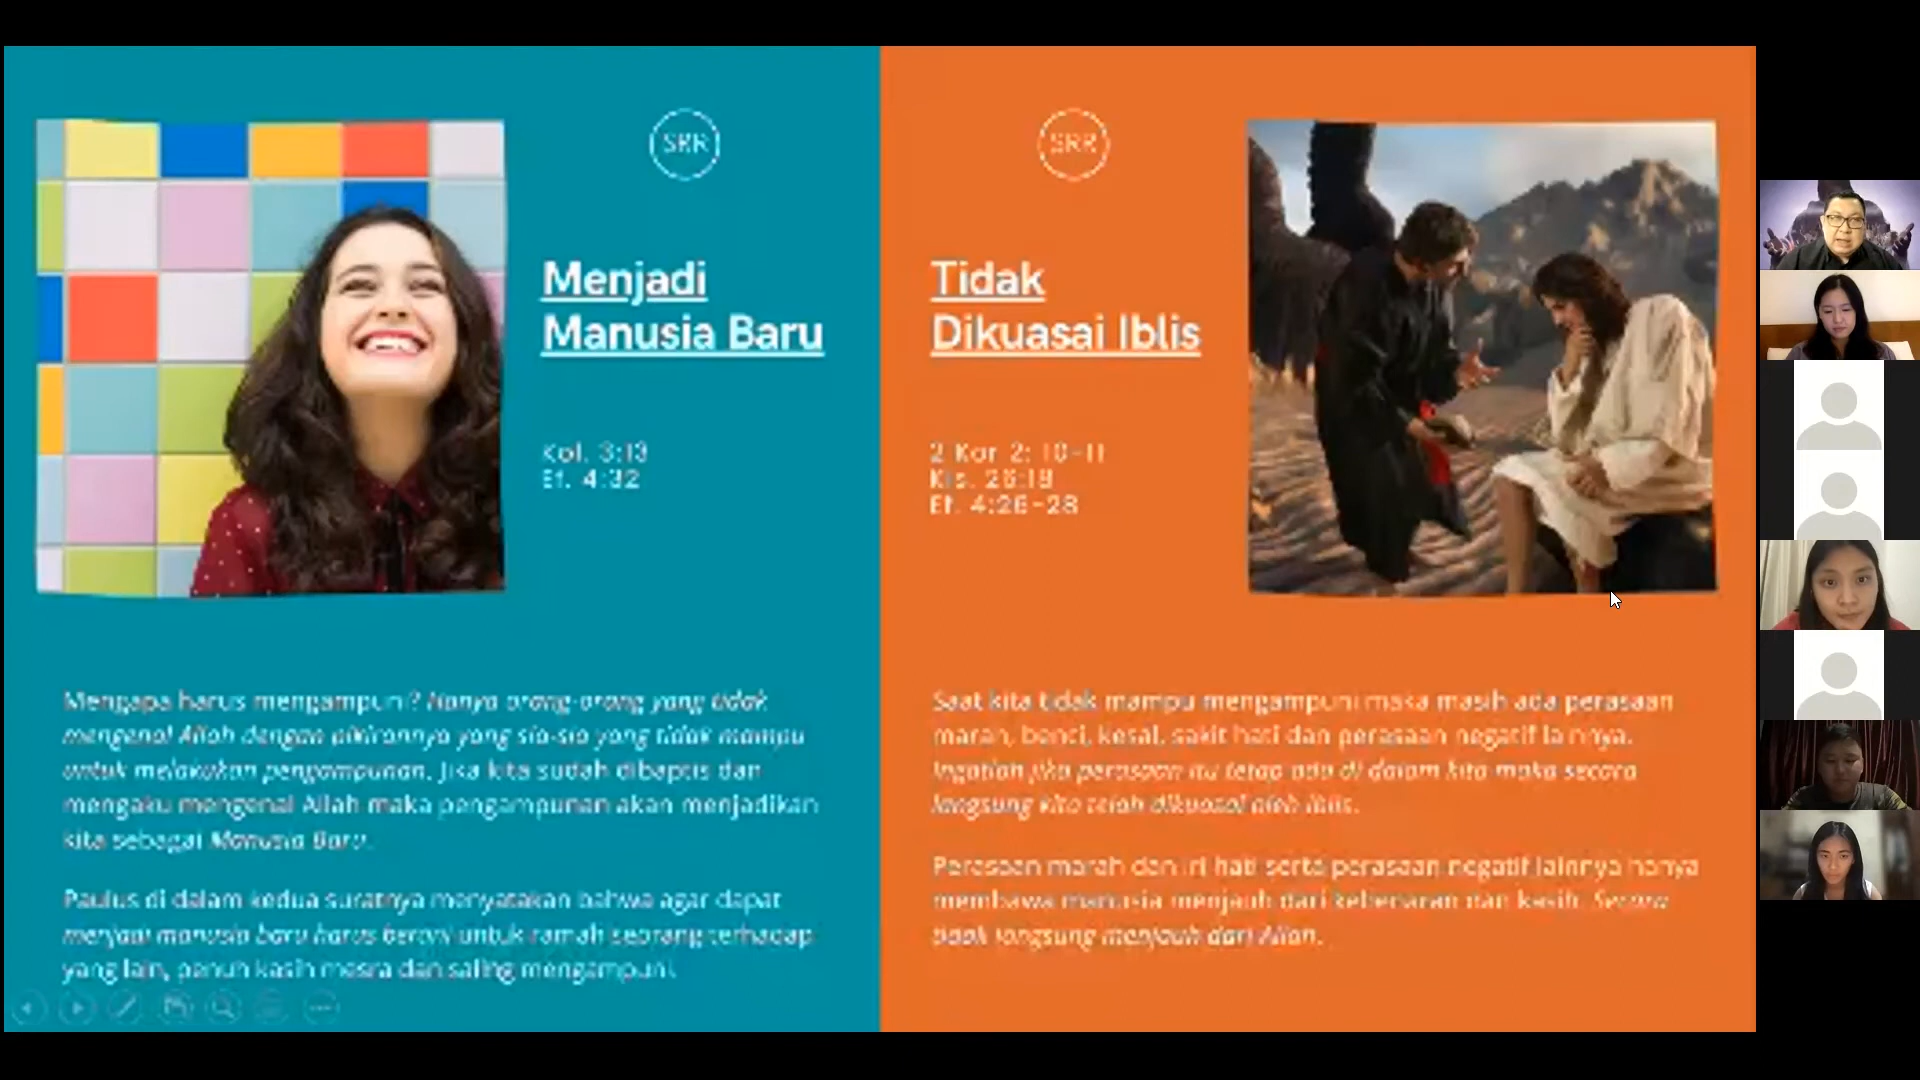 SRR
Menjadi
Manusia Baru
Kol. 3:13
Ef. 4:32
Mengapa harus mengampuni? Hanya orang-orang yang tidak
mengenal Allah dengan pikirannya yang sia-sia yang tidak mampu
untuk melakukan pengampunan. Jika kita sudah dibaptis dan
mengaku mengenal Allah maka pengampunan akan menjadikan
kita sebagai Manusia Baru.
Paulus di dalam kedua suratnya menyatakan bahwa agar dapat
menjadi manusia baru harus berani untuk ramah seorang terhadap
yang lain, penuh kasih mesra dan saling mengampuni.
SRR
Tidak
Dikuasai Iblis
2 Kor 2: 10-11
Kis. 26:18
Ef. 4:26-28
Saat kita tidak mampu mengampuni maka masih ada perasaan
marah, benci, kesal, sakit hati dan perasaan negatif lainnya.
Ingatlah jika perasaan itu tetap ada di dalam kita maka secara
langsung kita telah dikuasai oleh iblis.
Perasaan marah dan iri hati serta perasaan negatif lainnya hanya
membawa manusia menjauh dari kebenaran dan kasih. Secara
tidak langsung menjauh dari Allah.